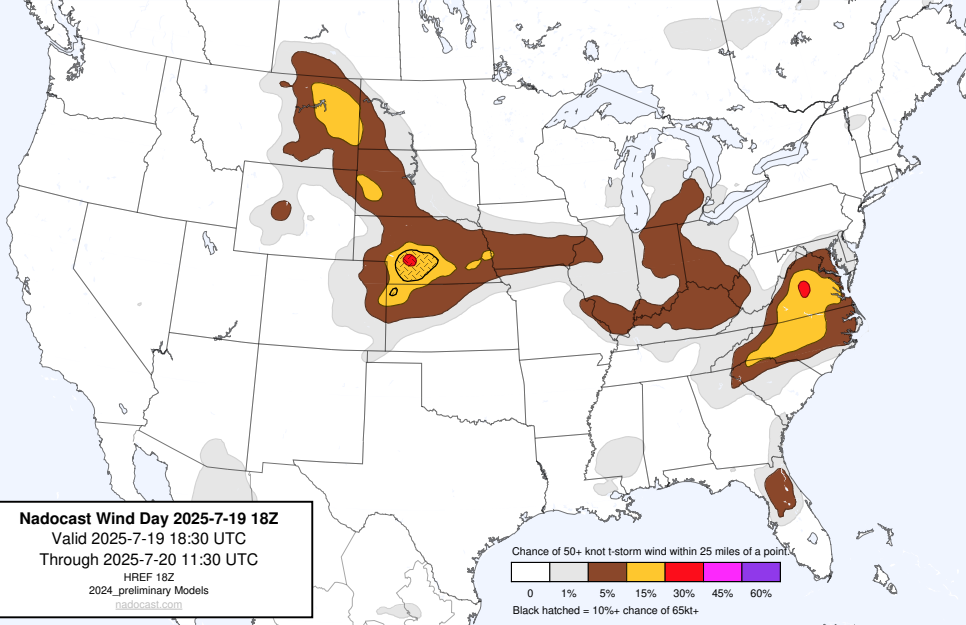 Nadocast Wind Day 2025-7-19 18Z
Valid 2025-7-19 18:30 UTC
Through 2025-7-20 11:30 UTC
HREF 18Z
2024_preliminary Models
nadocast.com
Chance of 50+ knot t-storm wind within 25 miles of a point.
0 1% 5% 15% 30% 45% 60%
Black hatched = 10%+ chance of 65kt+